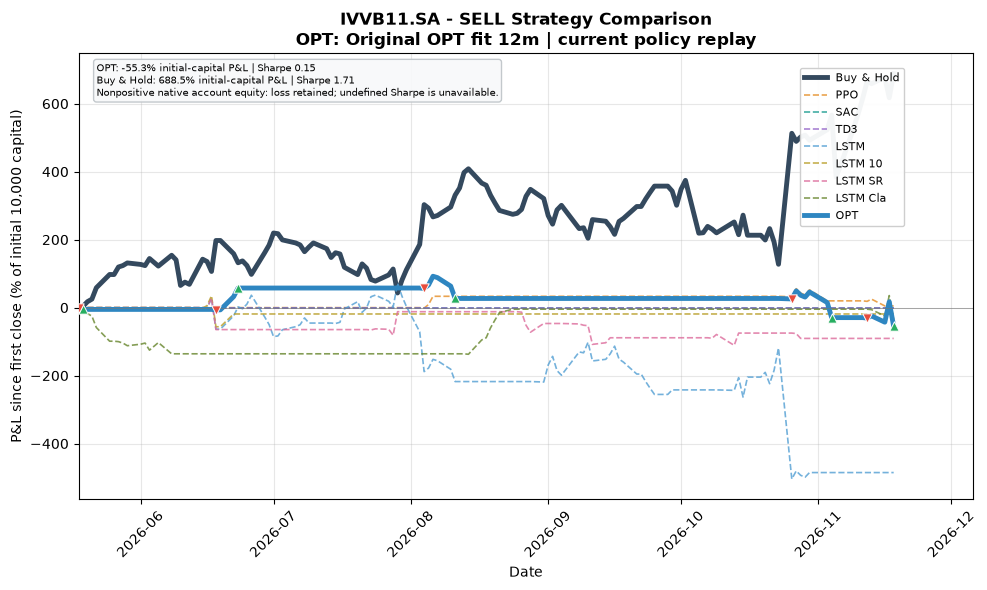 IVVB11.SA - SELL Strategy Comparison
OPT: Original OPT fit 12m | current policy replay
OPT: -55.3% initial-capital P&L | Sharpe 0.15
Buy & Hold: 688.5% initial-capital P&L | Sharpe 1.71
Nonpositive native account equity: loss retained; undefined Sharpe is unavailable.
Buy & Hold
PPO
SAC
TD3
LSTM
LSTM 10
LSTM SR
LSTM Cla
OPT
P&L since first close (% of initial 10,000 capital)
600
400
200
0
−200
−400
2026-06
2026-07
2026-08
2026-09
2026-10
2026-11
2026-12
Date